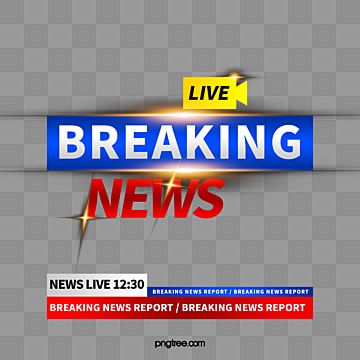 LIVE
BREAKING
NEWS
NEWS LIVE 12:30
BREAKING NEWS REPORT / BREAKING NEWS REPORT
BREAKING NEWS REPORT / BREAKING NEWS REPORT
pngtree.com